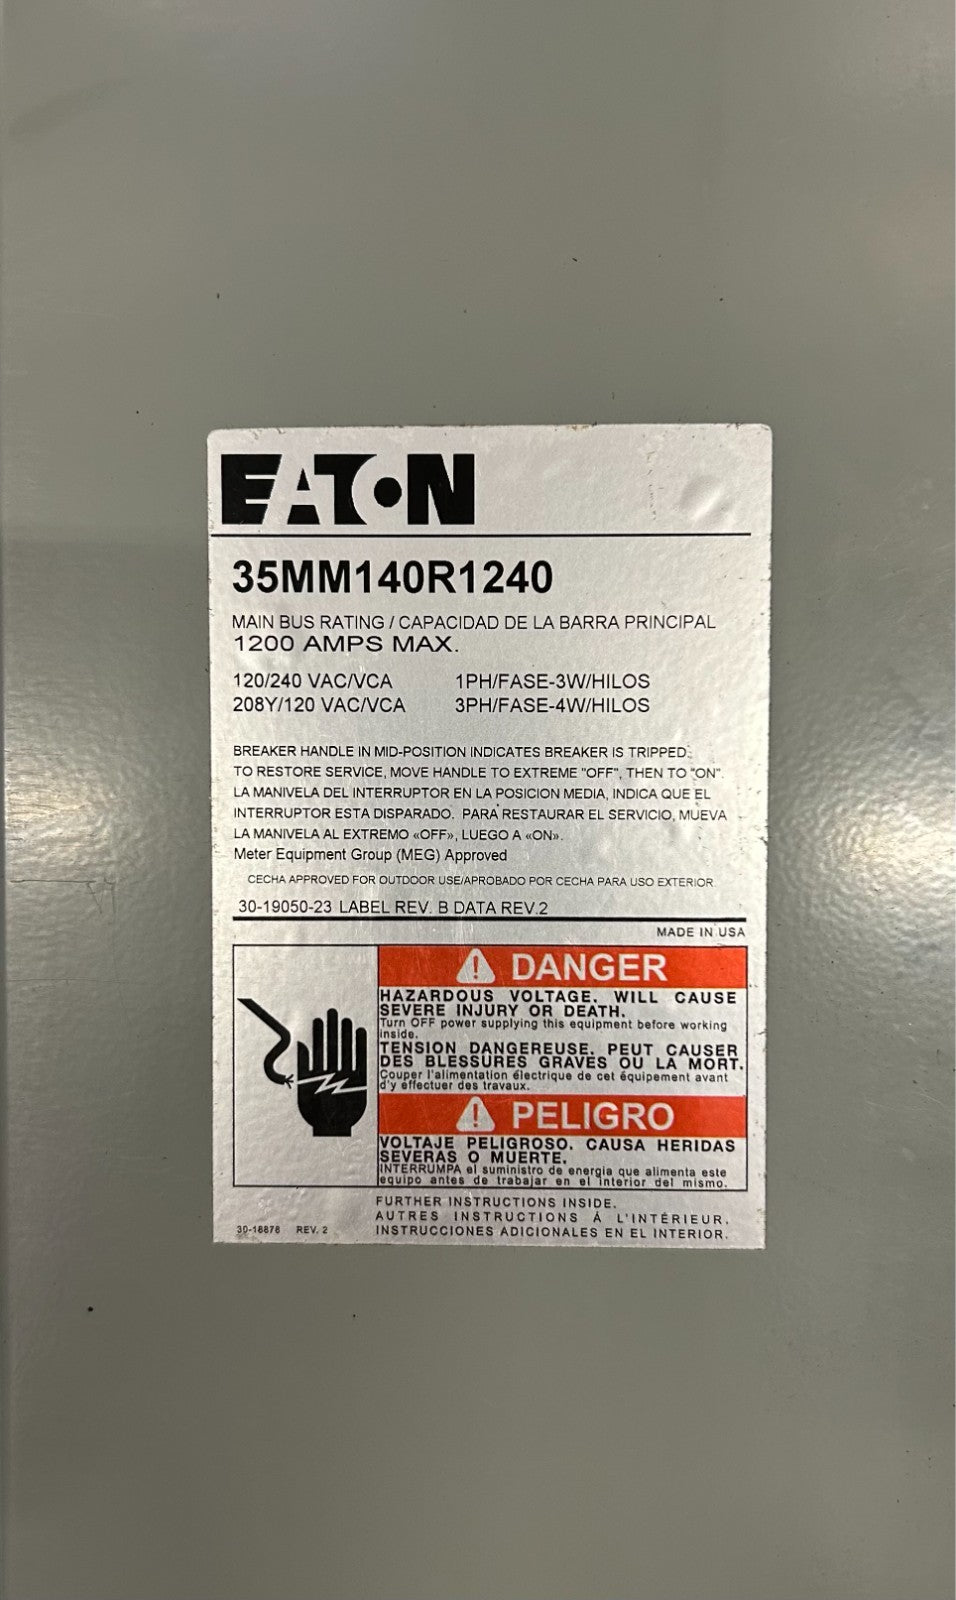 EATON
35MM140R1240
MAIN BUS RATING / CAPACIDAD DE LA BARRA PRINCIPAL
1200 AMPS MAX.
120/240 VAC/VCA 1PH/FASE-3W/HILOS
208Y/120 VAC/VCA 3PH/FASE-4W/HILOS
BREAKER HANDLE IN MID-POSITION INDICATES BREAKER IS TRIPPED.
TO RESTORE SERVICE, MOVE HANDLE TO EXTREME "OFF", THEN TO "ON".
LA MANIVELA DEL INTERRUPTOR EN LA POSICION MEDIA, INDICA QUE EL
INTERRUPTOR ESTA DISPARADO. PARA RESTAURAR EL SERVICIO, MUEVA
LA MANIVELA AL EXTREMO «OFF», LUEGO A «ON».
Meter Equipment Group (MEG) Approved
CECHA APPROVED FOR OUTDOOR USE/APROBADO POR CECHA PARA USO EXTERIOR
30-19050-23 LABEL REV. B DATA REV.2
MADE IN USA
DANGER
HAZARDOUS VOLTAGE. WILL CAUSE
SEVERE INJURY OR DEATH.
Turn OFF power supplying this equipment before working
inside.
TENSION DANGEREUSE. PEUT CAUSER
DES BLESSURES GRAVES OU LA MORT.
Couper l'alimentation électrique de cet équipement avant
d'y effectuer des travaux.
PELIGRO
VOLTAJE PELIGROSO. CAUSA HERIDAS
SEVERAS O MUERTE.
INTERRUMPA el suministro de energia que alimenta este
equipo antes de trabajar en el interior del mismo.
FURTHER INSTRUCTIONS INSIDE.
AUTRES INSTRUCTIONS À L'INTÉRIEUR.
30-18878 REV. 2 INSTRUCCIONES ADICIONALES EN EL INTERIOR.